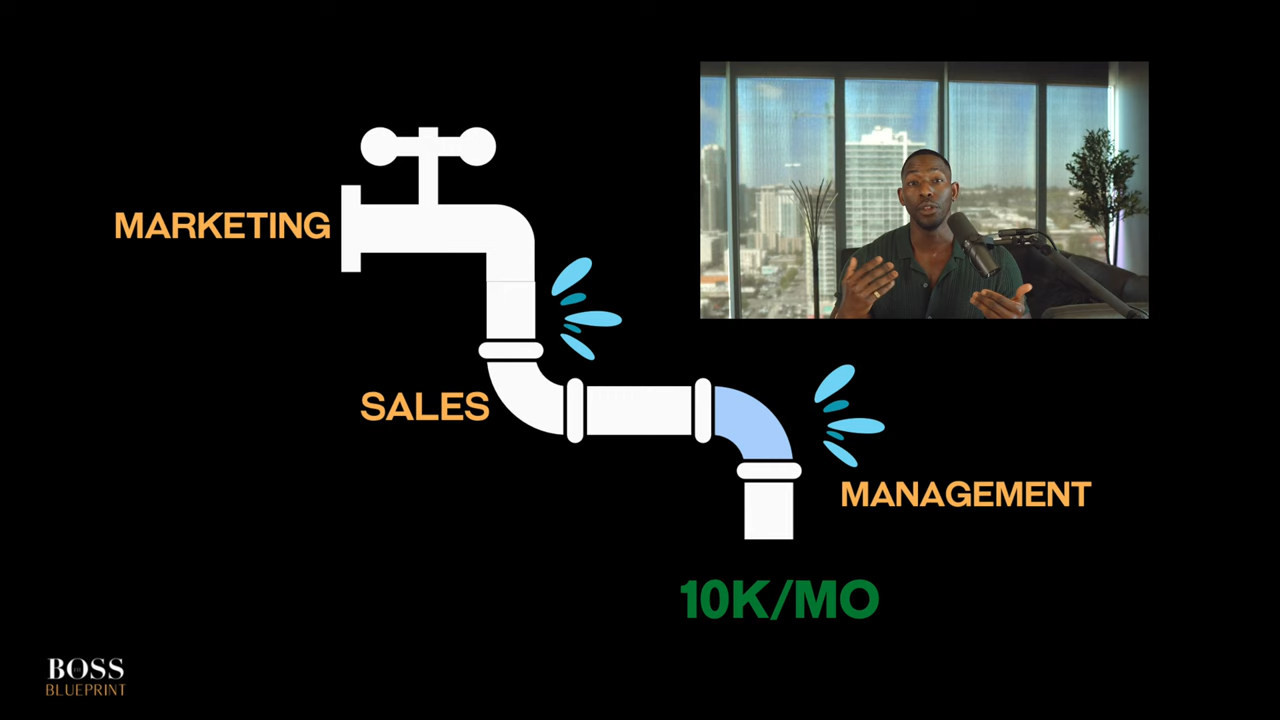 MARKETING
SALES
MANAGEMENT
10K/MO
BOSS
BLUEPRINT